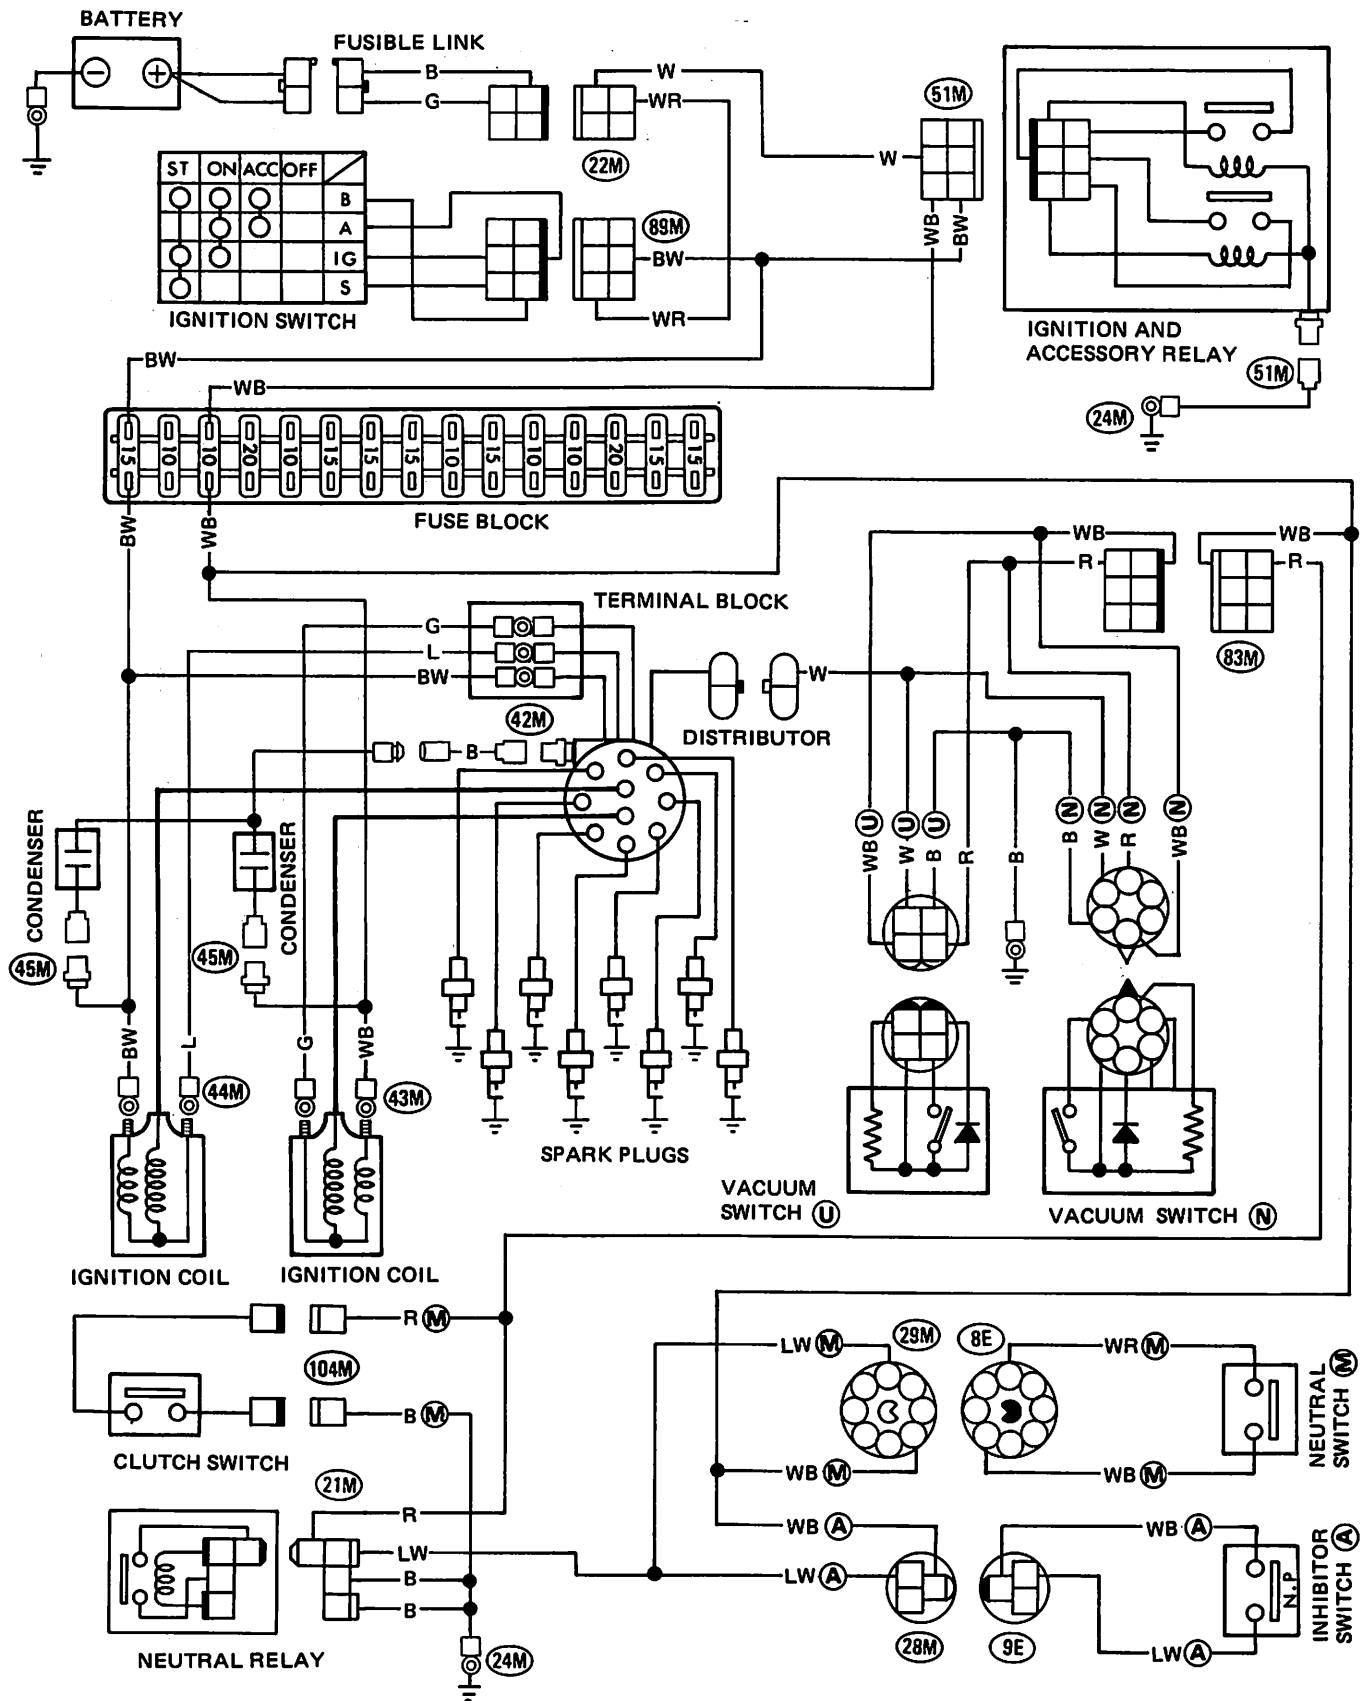 BATTERY
FUSIBLE LINK
B
G
W
WR
22M
51M
W
WB
BW
ST ON ACC OFF
B
A
IG
S
IGNITION SWITCH
89M
BW
WR
IGNITION AND
ACCESSORY RELAY
51M
24M
BW
WB
15 10 10 20 10 15 15 15 10 15 10 10 20 15 15
FUSE BLOCK
BW
WB
WB
R
WB
R
83M
TERMINAL BLOCK
G
L
BW
42M
W
DISTRIBUTOR
B
CONDENSER
CONDENSER
45M
45M
U
U
U
WB
W
B
R
B
N
N
N
N
B
W
R
WB
BW
L
G
WB
44M
43M
SPARK PLUGS
VACUUM
SWITCH U
VACUUM SWITCH N
IGNITION COIL
IGNITION COIL
R M
104M
B M
CLUTCH SWITCH
21M
R
LW
B
B
NEUTRAL RELAY
24M
LW M
29M
8E
WR M
WB M
WB M
NEUTRAL
SWITCH M
WB A
WB A
LW A
28M
9E
LW A
N.P
INHIBITOR
SWITCH A